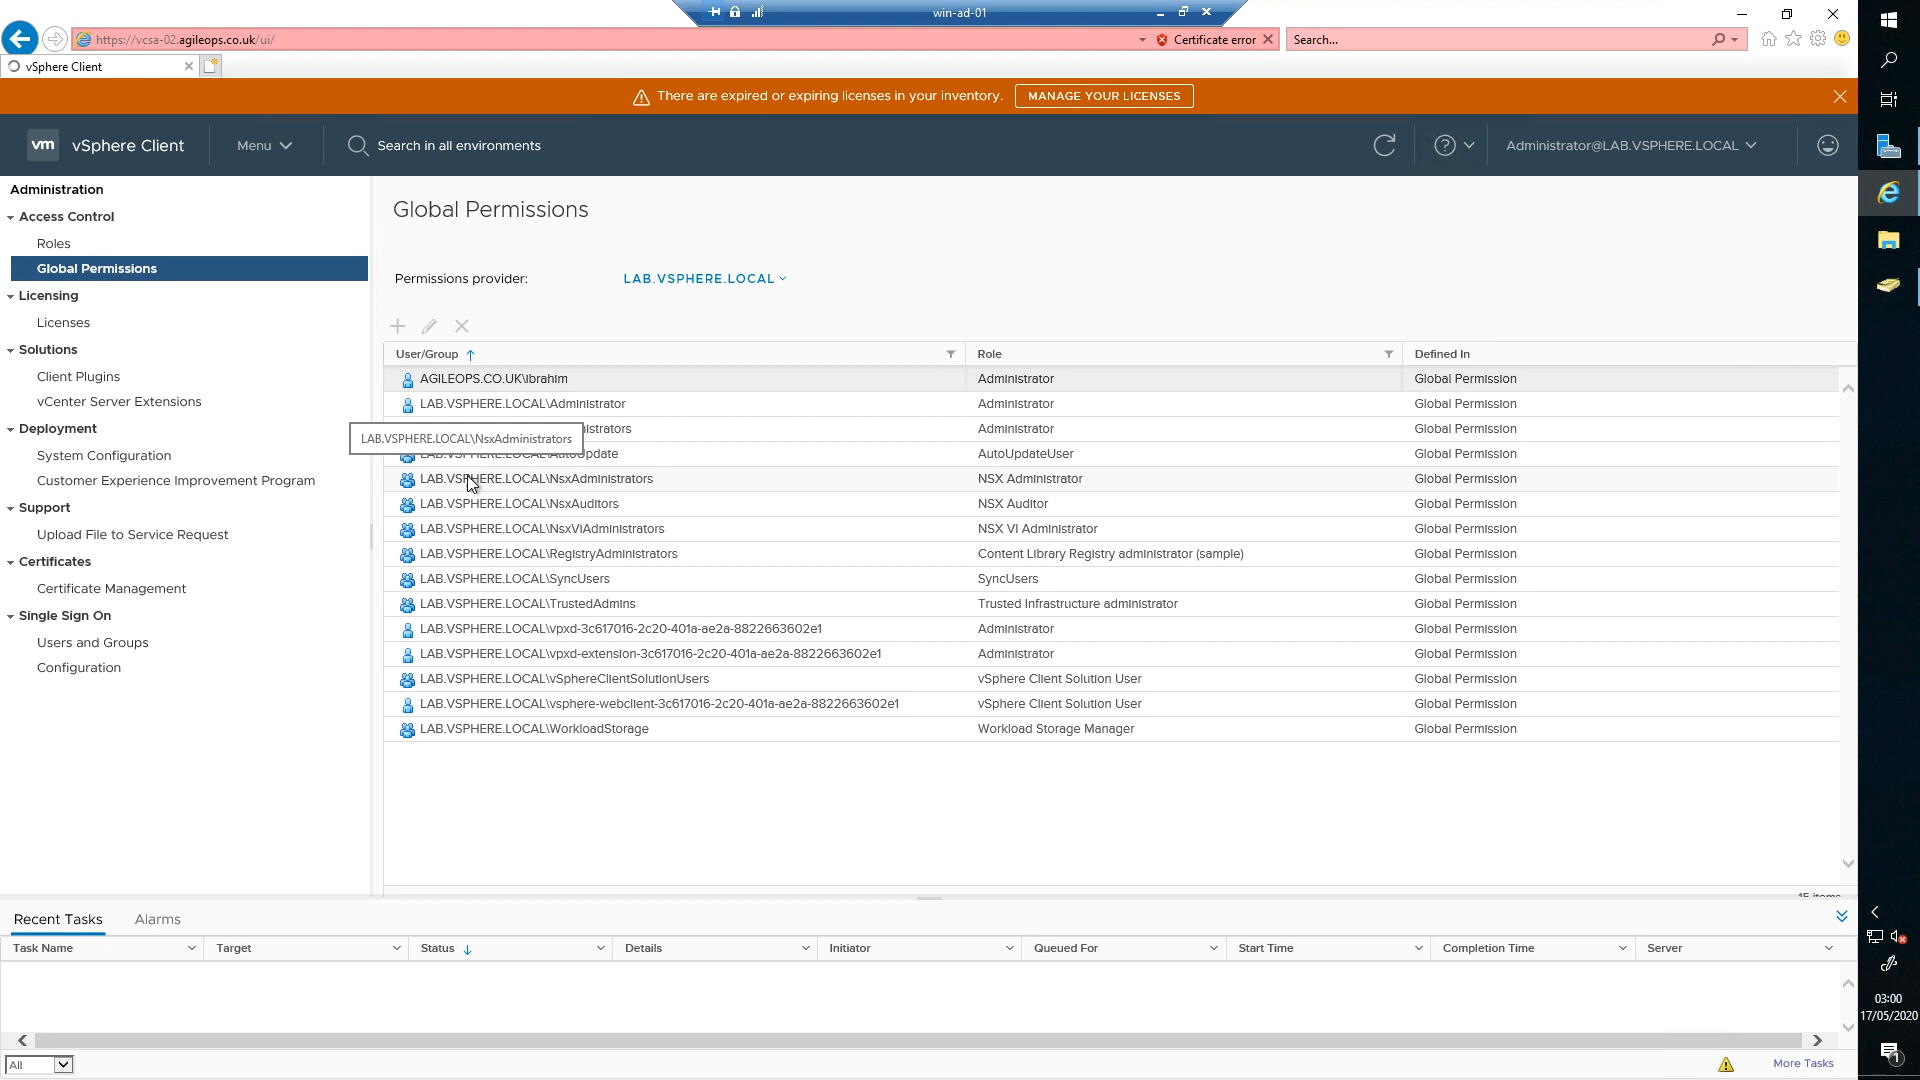 win-ad-01
https://vcsa-02.agileops.co.uk/ui/
Certificate error
Search...
vSphere Client
There are expired or expiring licenses in your inventory.
MANAGE YOUR LICENSES
vm
vSphere Client
Menu
Search in all environments
Administrator@LAB.VSPHERE.LOCAL
Administration
Access Control
Roles
Global Permissions
Licensing
Licenses
Solutions
Client Plugins
vCenter Server Extensions
Deployment
System Configuration
Customer Experience Improvement Program
Support
Upload File to Service Request
Certificates
Certificate Management
Single Sign On
Users and Groups
Configuration
Global Permissions
Permissions provider: LAB.VSPHERE.LOCAL
User/Group Role Defined In
AGILEOPS.CO.UK\ibrahim Administrator Global Permission
LAB.VSPHERE.LOCAL\Administrator Administrator Global Permission
Administrator Global Permission
LAB.VSPHERE.LOCAL\NsxAdministrators
LAB.VSPHERE.LOCAL\AutoUpdate AutoUpdateUser Global Permission
LAB.VSPHERE.LOCAL\NsxAdministrators NSX Administrator Global Permission
LAB.VSPHERE.LOCAL\NsxAuditors NSX Auditor Global Permission
LAB.VSPHERE.LOCAL\NsxViAdministrators NSX VI Administrator Global Permission
LAB.VSPHERE.LOCAL\RegistryAdministrators Content Library Registry administrator (sample) Global Permission
LAB.VSPHERE.LOCAL\SyncUsers SyncUsers Global Permission
LAB.VSPHERE.LOCAL\TrustedAdmins Trusted Infrastructure administrator Global Permission
LAB.VSPHERE.LOCAL\vpxd-3c617016-2c20-401a-ae2a-8822663602e1 Administrator Global Permission
LAB.VSPHERE.LOCAL\vpxd-extension-3c617016-2c20-401a-ae2a-8822663602e1 Administrator Global Permission
LAB.VSPHERE.LOCAL\vSphereClientSolutionUsers vSphere Client Solution User Global Permission
LAB.VSPHERE.LOCAL\vsphere-webclient-3c617016-2c20-401a-ae2a-8822663602e1 vSphere Client Solution User Global Permission
LAB.VSPHERE.LOCAL\WorkloadStorage Workload Storage Manager Global Permission
15 items
Recent Tasks Alarms
Task Name Target Status Details Initiator Queued For Start Time Completion Time Server
All
More Tasks
03:00
17/05/2020
1